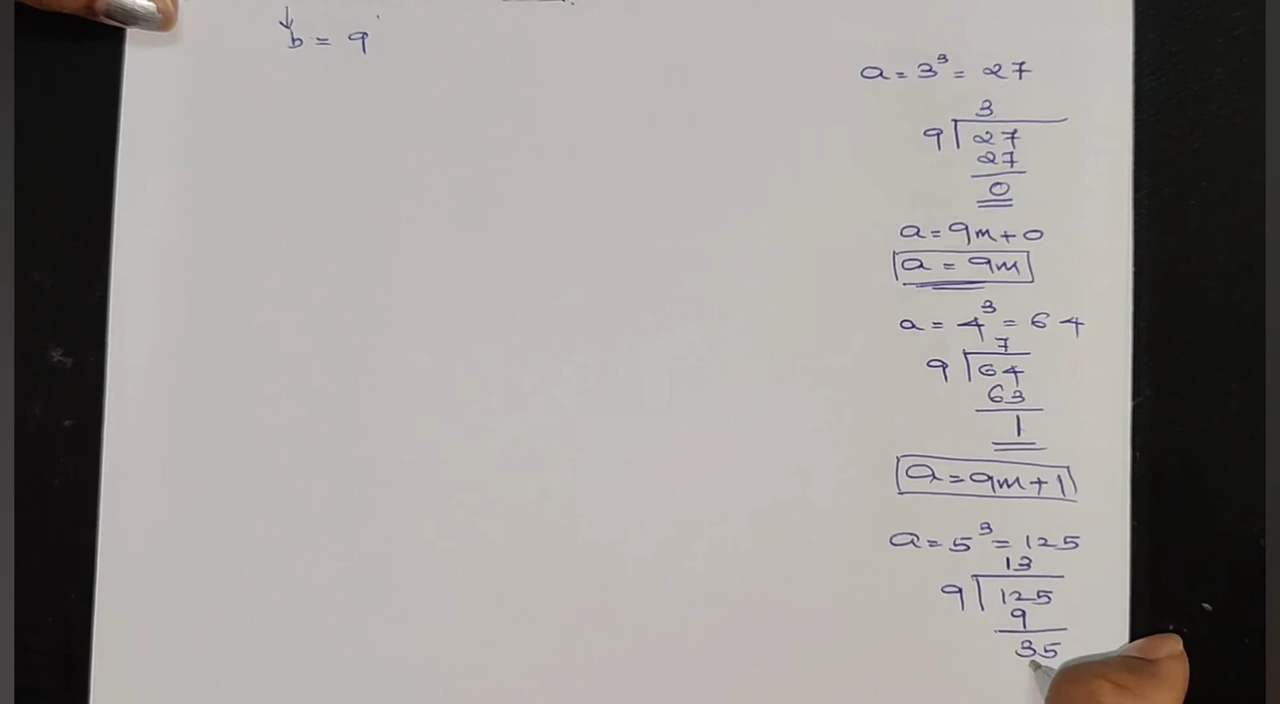 b = 9
a = 3³ = 27
3
9 27
27
0
a = 9m + 0
a = 9m
a = 4³ = 64
7
9 64
63
1
a = 9m + 1
a = 5³ = 125
13
9 125
9
35